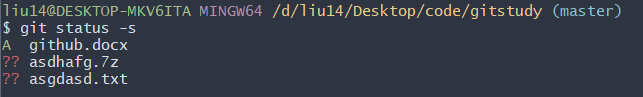 liu14@DESKTOP-MKV6ITA MINGW64 /d/liu14/Desktop/code/gitstudy (master)
$ git status -s
A  github.docx
?? asdhafg.7z
?? asgdasd.txt